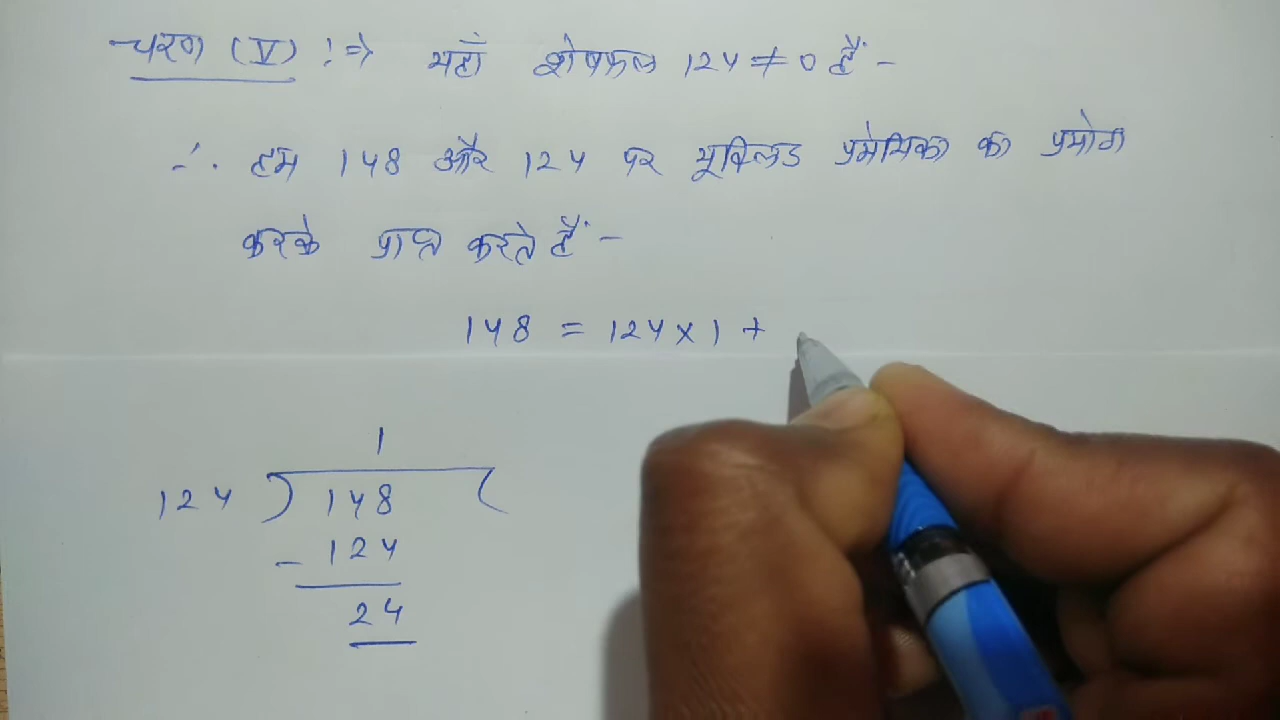 चरण (V) :⇒ यहाँ शेषफल 124 ≠ 0 हैं -
∴ हम 148 और 124 पर यूक्लिड प्रमेयिका का प्रयोग
करके प्राप्त करते हैं -
148 = 124 × 1 +
1
124 ) 148 (
- 124
24